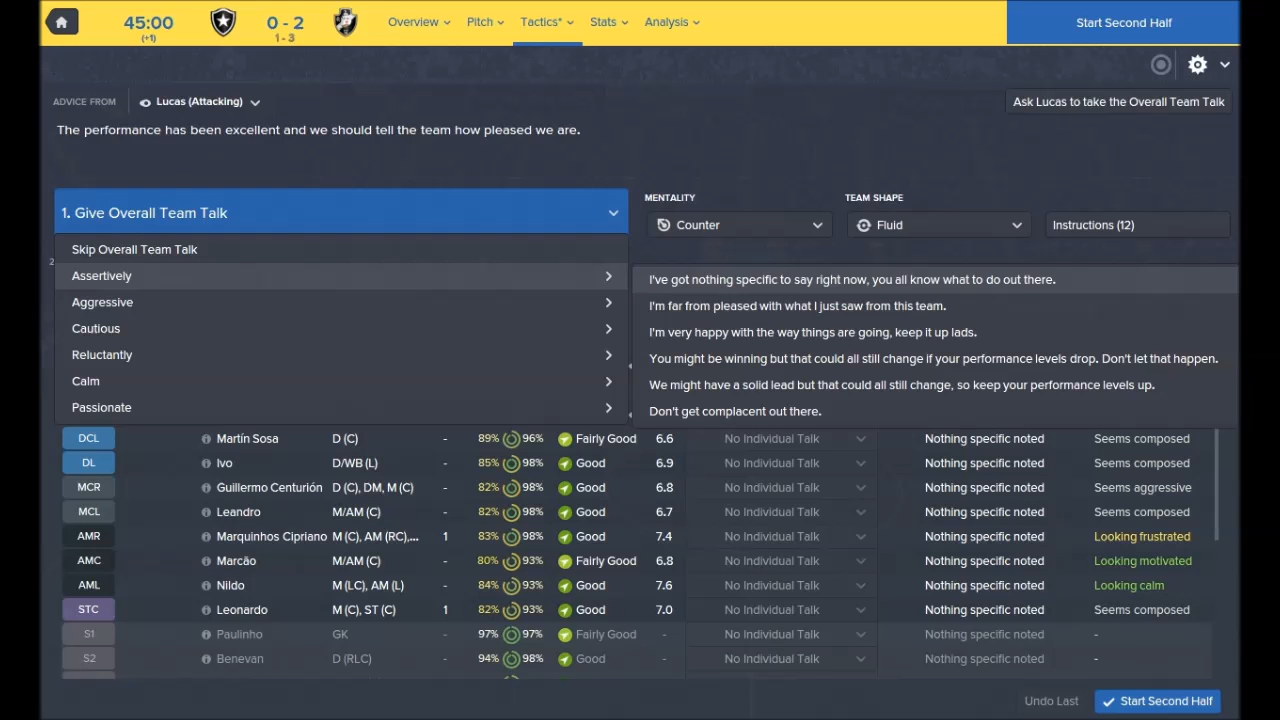 45:00
(+1)
0 - 2
1 - 3
Overview
Pitch
Tactics*
Stats
Analysis
Start Second Half
ADVICE FROM
Lucas (Attacking)
Ask Lucas to take the Overall Team Talk
The performance has been excellent and we should tell the team how pleased we are.
1. Give Overall Team Talk
MENTALITY
TEAM SHAPE
Counter
Fluid
Instructions (12)
Skip Overall Team Talk
2
Assertively
Aggressive
Cautious
Reluctantly
Calm
Passionate
I've got nothing specific to say right now, you all know what to do out there.
I'm far from pleased with what I just saw from this team.
I'm very happy with the way things are going, keep it up lads.
You might be winning but that could all still change if your performance levels drop. Don't let that happen.
We might have a solid lead but that could all still change, so keep your performance levels up.
Don't get complacent out there.
DCL Martín Sosa D (C) - 89% 96% Fairly Good 6.6 No Individual Talk Nothing specific noted Seems composed
DL Ivo D/WB (L) - 85% 98% Good 6.9 No Individual Talk Nothing specific noted Seems composed
MCR Guillermo Centurión D (C), DM, M (C) - 82% 98% Good 6.8 No Individual Talk Nothing specific noted Seems aggressive
MCL Leandro M/AM (C) - 82% 98% Good 6.7 No Individual Talk Nothing specific noted Seems composed
AMR Marquinhos Cipriano M (C), AM (RC),... 1 83% 98% Good 7.4 No Individual Talk Nothing specific noted Looking frustrated
AMC Marcão M/AM (C) - 80% 93% Fairly Good 6.8 No Individual Talk Nothing specific noted Looking motivated
AML Nildo M (LC), AM (L) - 84% 93% Good 7.6 No Individual Talk Nothing specific noted Looking calm
STC Leonardo M (C), ST (C) 1 82% 93% Good 7.0 No Individual Talk Nothing specific noted Seems composed
S1 Paulinho GK - 97% 97% Fairly Good - No Individual Talk Nothing specific noted -
S2 Benevan D (RLC) - 94% 98% Good - No Individual Talk Nothing specific noted -
Undo Last
Start Second Half